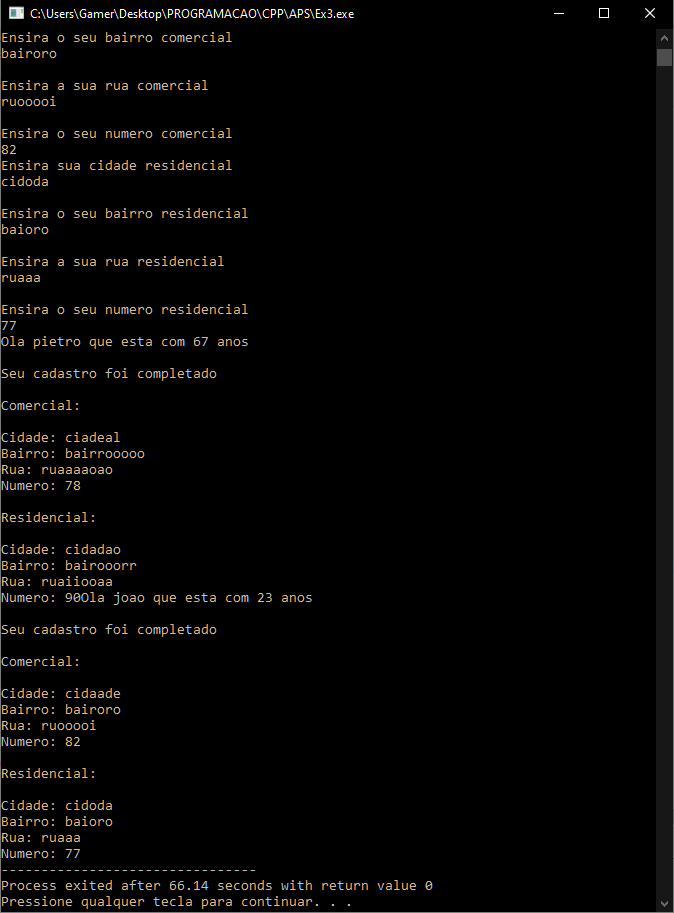 C:\Users\Gamer\Desktop\PROGRAMACAO\CPP\APS\Ex3.exe
Ensira o seu bairro comercial
bairoro
Ensira a sua rua comercial
ruooooi
Ensira o seu numero comercial
82
Ensira sua cidade residencial
cidoda
Ensira o seu bairro residencial
baioro
Ensira a sua rua residencial
ruaaa
Ensira o seu numero residencial
77
Ola pietro que esta com 67 anos
Seu cadastro foi completado
Comercial:
Cidade: ciadeal
Bairro: bairrooooo
Rua: ruaaaaoao
Numero: 78
Residencial:
Cidade: cidadao
Bairro: bairooorr
Rua: ruaiiooaa
Numero: 90Ola joao que esta com 23 anos
Seu cadastro foi completado
Comercial:
Cidade: cidaade
Bairro: bairoro
Rua: ruooooi
Numero: 82
Residencial:
Cidade: cidoda
Bairro: baioro
Rua: ruaaa
Numero: 77
--------------------------------
Process exited after 66.14 seconds with return value 0
Pressione qualquer tecla para continuar. . .